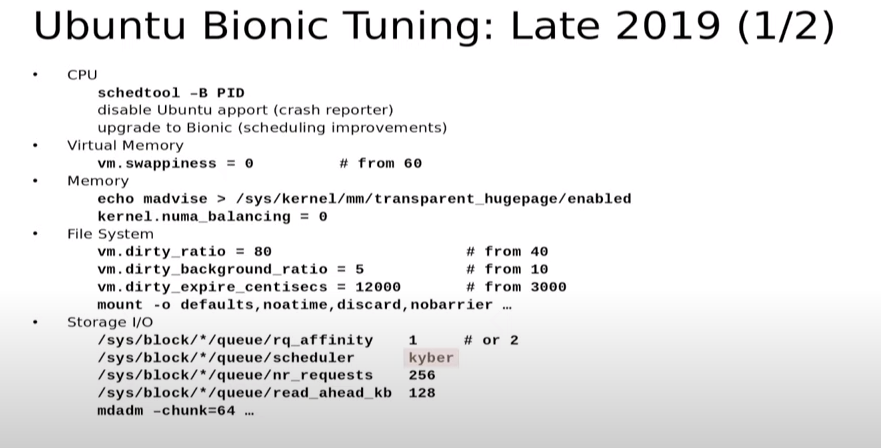 Ubuntu Bionic Tuning: Late 2019 (1/2)
• CPU
schedtool –B PID
disable Ubuntu apport (crash reporter)
upgrade to Bionic (scheduling improvements)
• Virtual Memory
vm.swappiness = 0 # from 60
• Memory
echo madvise > /sys/kernel/mm/transparent_hugepage/enabled
kernel.numa_balancing = 0
• File System
vm.dirty_ratio = 80 # from 40
vm.dirty_background_ratio = 5 # from 10
vm.dirty_expire_centisecs = 12000 # from 3000
mount -o defaults,noatime,discard,nobarrier …
• Storage I/O
/sys/block/*/queue/rq_affinity 1 # or 2
/sys/block/*/queue/scheduler kyber
/sys/block/*/queue/nr_requests 256
/sys/block/*/queue/read_ahead_kb 128
mdadm –chunk=64 …